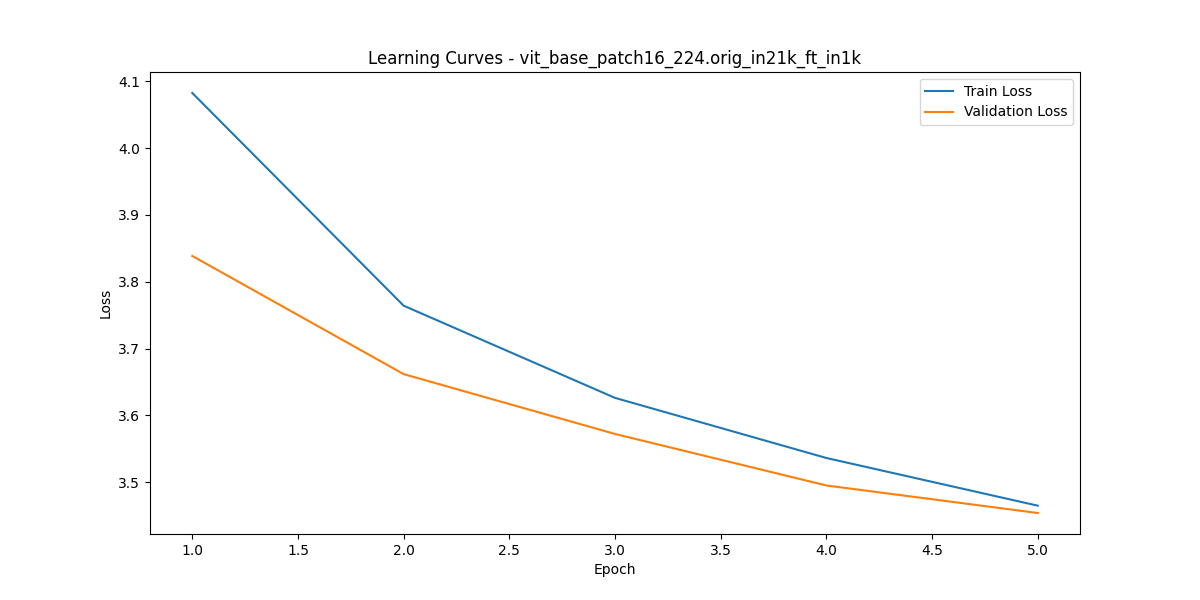 Learning Curves - vit_base_patch16_224.orig_in21k_ft_in1k
Train Loss
Validation Loss
Loss
4.1
4.0
3.9
3.8
3.7
3.6
3.5
1.0 1.5 2.0 2.5 3.0 3.5 4.0 4.5 5.0
Epoch